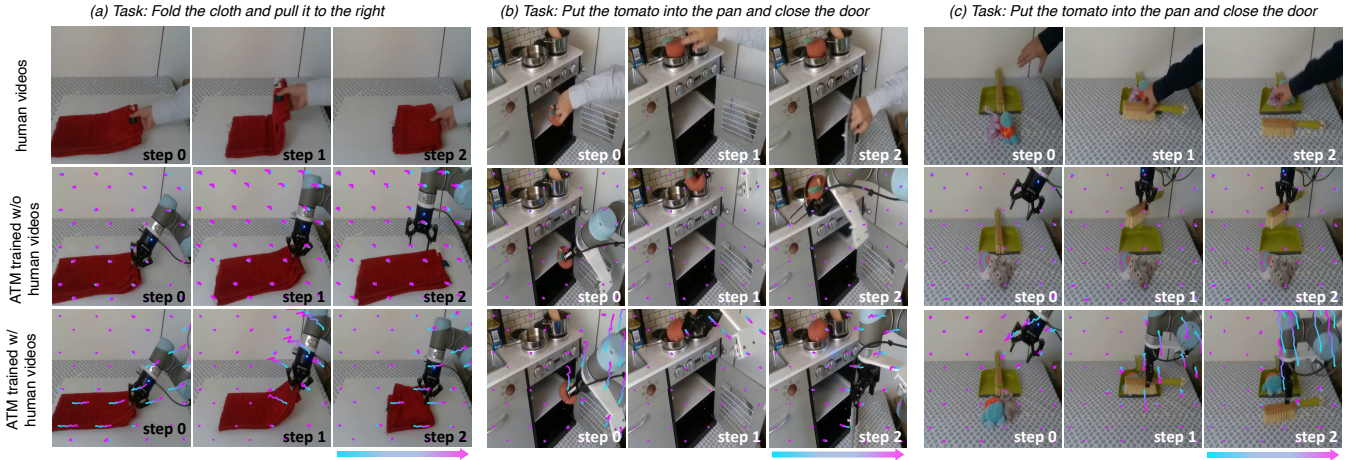 (a) Task: Fold the cloth and pull it to the right
(b) Task: Put the tomato into the pan and close the door
(c) Task: Put the tomato into the pan and close the door
human videos
step 0
step 1
step 2
step 0
step 1
step 2
step 0
step 1
step 2
ATM trained w/o
human videos
step 0
step 1
step 2
step 0
step 1
step 2
step 0
step 1
step 2
ATM trained w/
human videos
step 0
step 1
step 2
step 0
step 1
step 2
step 0
step 1
step 2